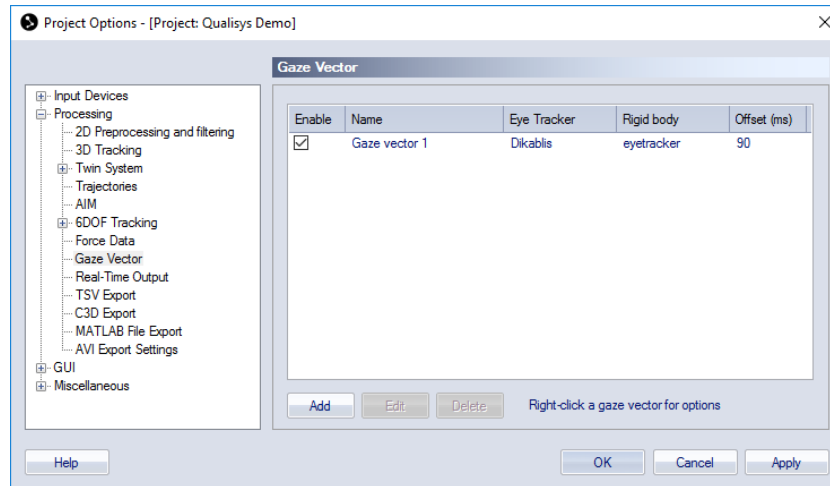 Project Options - [Project: Qualisys Demo]
Gaze Vector
Input Devices
Processing
2D Preprocessing and filtering
3D Tracking
Twin System
Trajectories
AIM
6DOF Tracking
Force Data
Gaze Vector
Real-Time Output
TSV Export
C3D Export
MATLAB File Export
AVI Export Settings
GUI
Miscellaneous
Enable Name Eye Tracker Rigid body Offset (ms)
Gaze vector 1 Dikablis eyetracker 90
Add Edit Delete Right-click a gaze vector for options
Help OK Cancel Apply